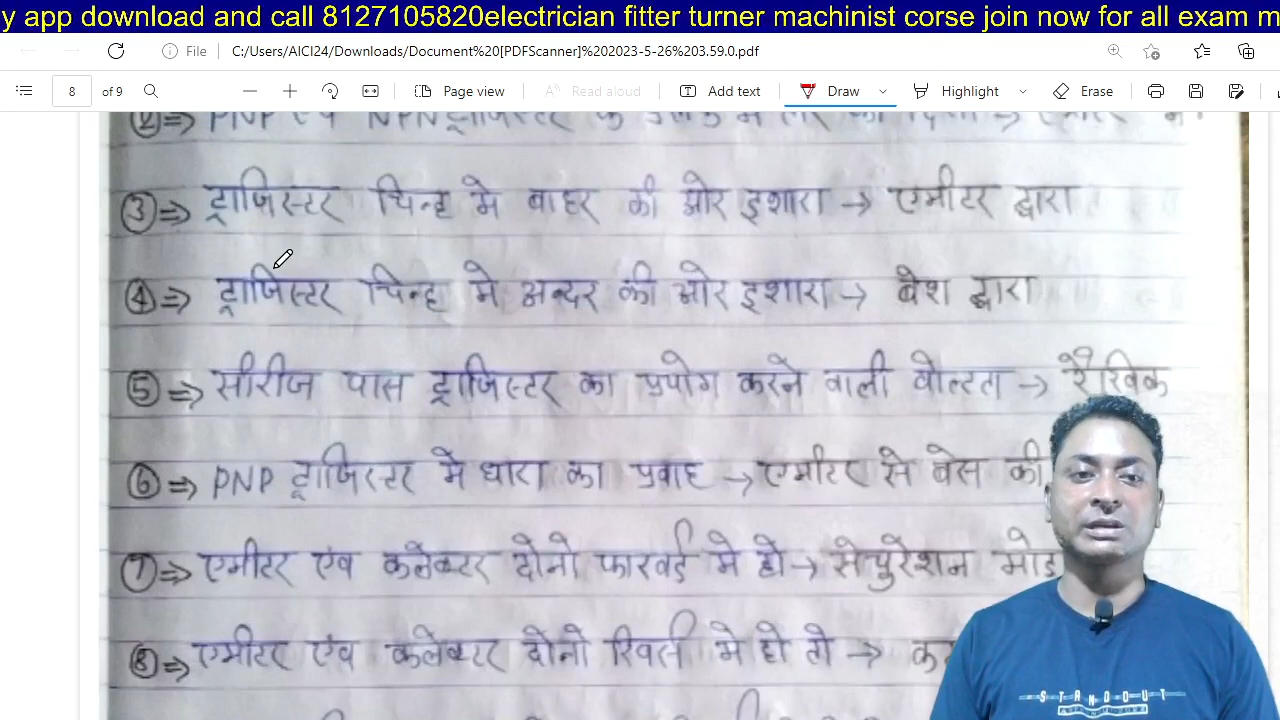 y app download and call 8127105820electrician fitter turner machinist corse join now for all exam m
File C:/Users/AICI24/Downloads/Document%20[PDFScanner]%202023-5-26%203.59.0.pdf
8 of 9 Page view Read aloud Add text Draw Highlight Erase
③⇒ ट्राजिस्टर चिन्ह मे बाहर की ओर इशारा → एमीटर द्वारा
④⇒ ट्राजिस्टर चिन्ह मे अन्दर की ओर इशारा → बेश द्वारा
⑤⇒ सीरीज पास ट्राजिस्टर का प्रयोग करने वाली वोल्टता → रैखिक
⑥⇒ PNP ट्राजिस्टर मे धारा का प्रवाह → एमीटर से बेस की
⑦⇒ एमीटर एंव कलेक्टर दोनो फारवर्ड मे हो → सेचुरेशन मोड
⑧⇒ एमीटर एंव कलेक्टर दोनो रिवर्स मे हो तो →
STANDOUT